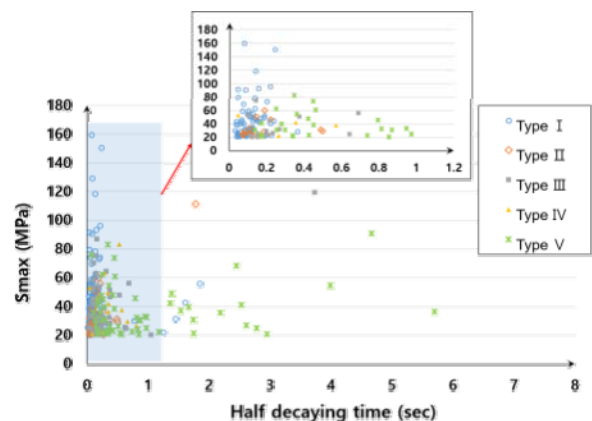 180
160
140
120
100
80
60
40
20
0
0 0.2 0.4 0.6 0.8 1 1.2
180
160
140
120
100
80
60
40
20
0
Smax (MPa)
0 1 2 3 4 5 6 7 8
Half decaying time (sec)
Type Ⅰ
Type Ⅱ
Type Ⅲ
Type Ⅳ
Type Ⅴ